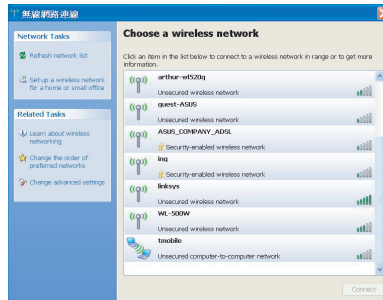 無線網路連線
Network Tasks
Refresh network list
Set up a wireless network
for a home or small office
Related Tasks
Learn about wireless
networking
Change the order of
preferred networks
Change advanced settings
Choose a wireless network
Click an item in the list below to connect to a wireless network in range or to get more
information.
arthur-wl520g
Unsecured wireless network
guest-ASUS
Unsecured wireless network
ASUS_COMPANY_ADSL
Security-enabled wireless network
inq
Security-enabled wireless network
linksys
Unsecured wireless network
WL-500W
Unsecured wireless network
tmobile
Unsecured computer-to-computer network
Connect